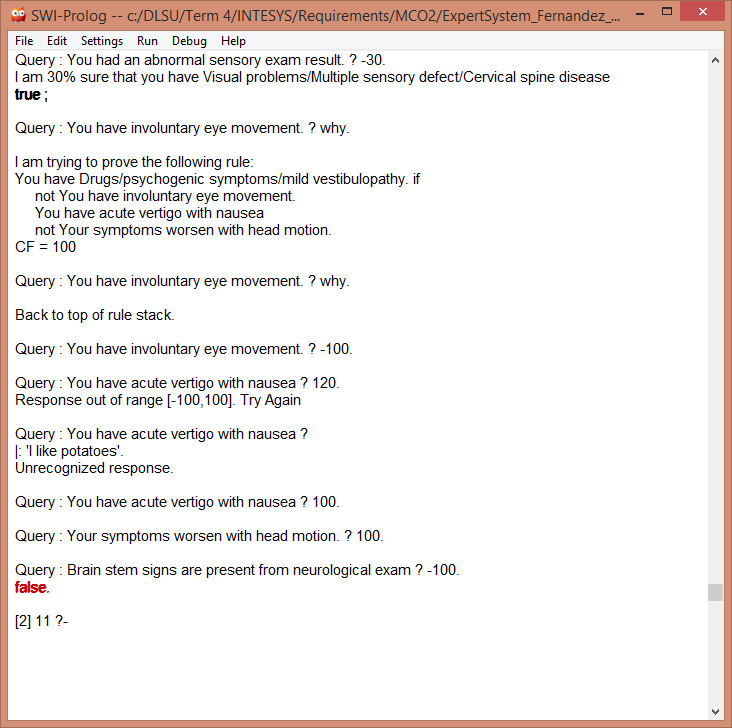 SWI-Prolog -- c:/DLSU/Term 4/INTESYS/Requirements/MCO2/ExpertSystem_Fernandez_...
File Edit Settings Run Debug Help
Query : You had an abnormal sensory exam result. ? -30.
I am 30% sure that you have Visual problems/Multiple sensory defect/Cervical spine disease
true ;
Query : You have involuntary eye movement. ? why.
I am trying to prove the following rule:
You have Drugs/psychogenic symptoms/mild vestibulopathy. if
not You have involuntary eye movement.
You have acute vertigo with nausea
not Your symptoms worsen with head motion.
CF = 100
Query : You have involuntary eye movement. ? why.
Back to top of rule stack.
Query : You have involuntary eye movement. ? -100.
Query : You have acute vertigo with nausea ? 120.
Response out of range [-100,100]. Try Again
Query : You have acute vertigo with nausea ?
|: 'I like potatoes'.
Unrecognized response.
Query : You have acute vertigo with nausea ? 100.
Query : Your symptoms worsen with head motion. ? 100.
Query : Brain stem signs are present from neurological exam ? -100.
false.
[2] 11 ?-